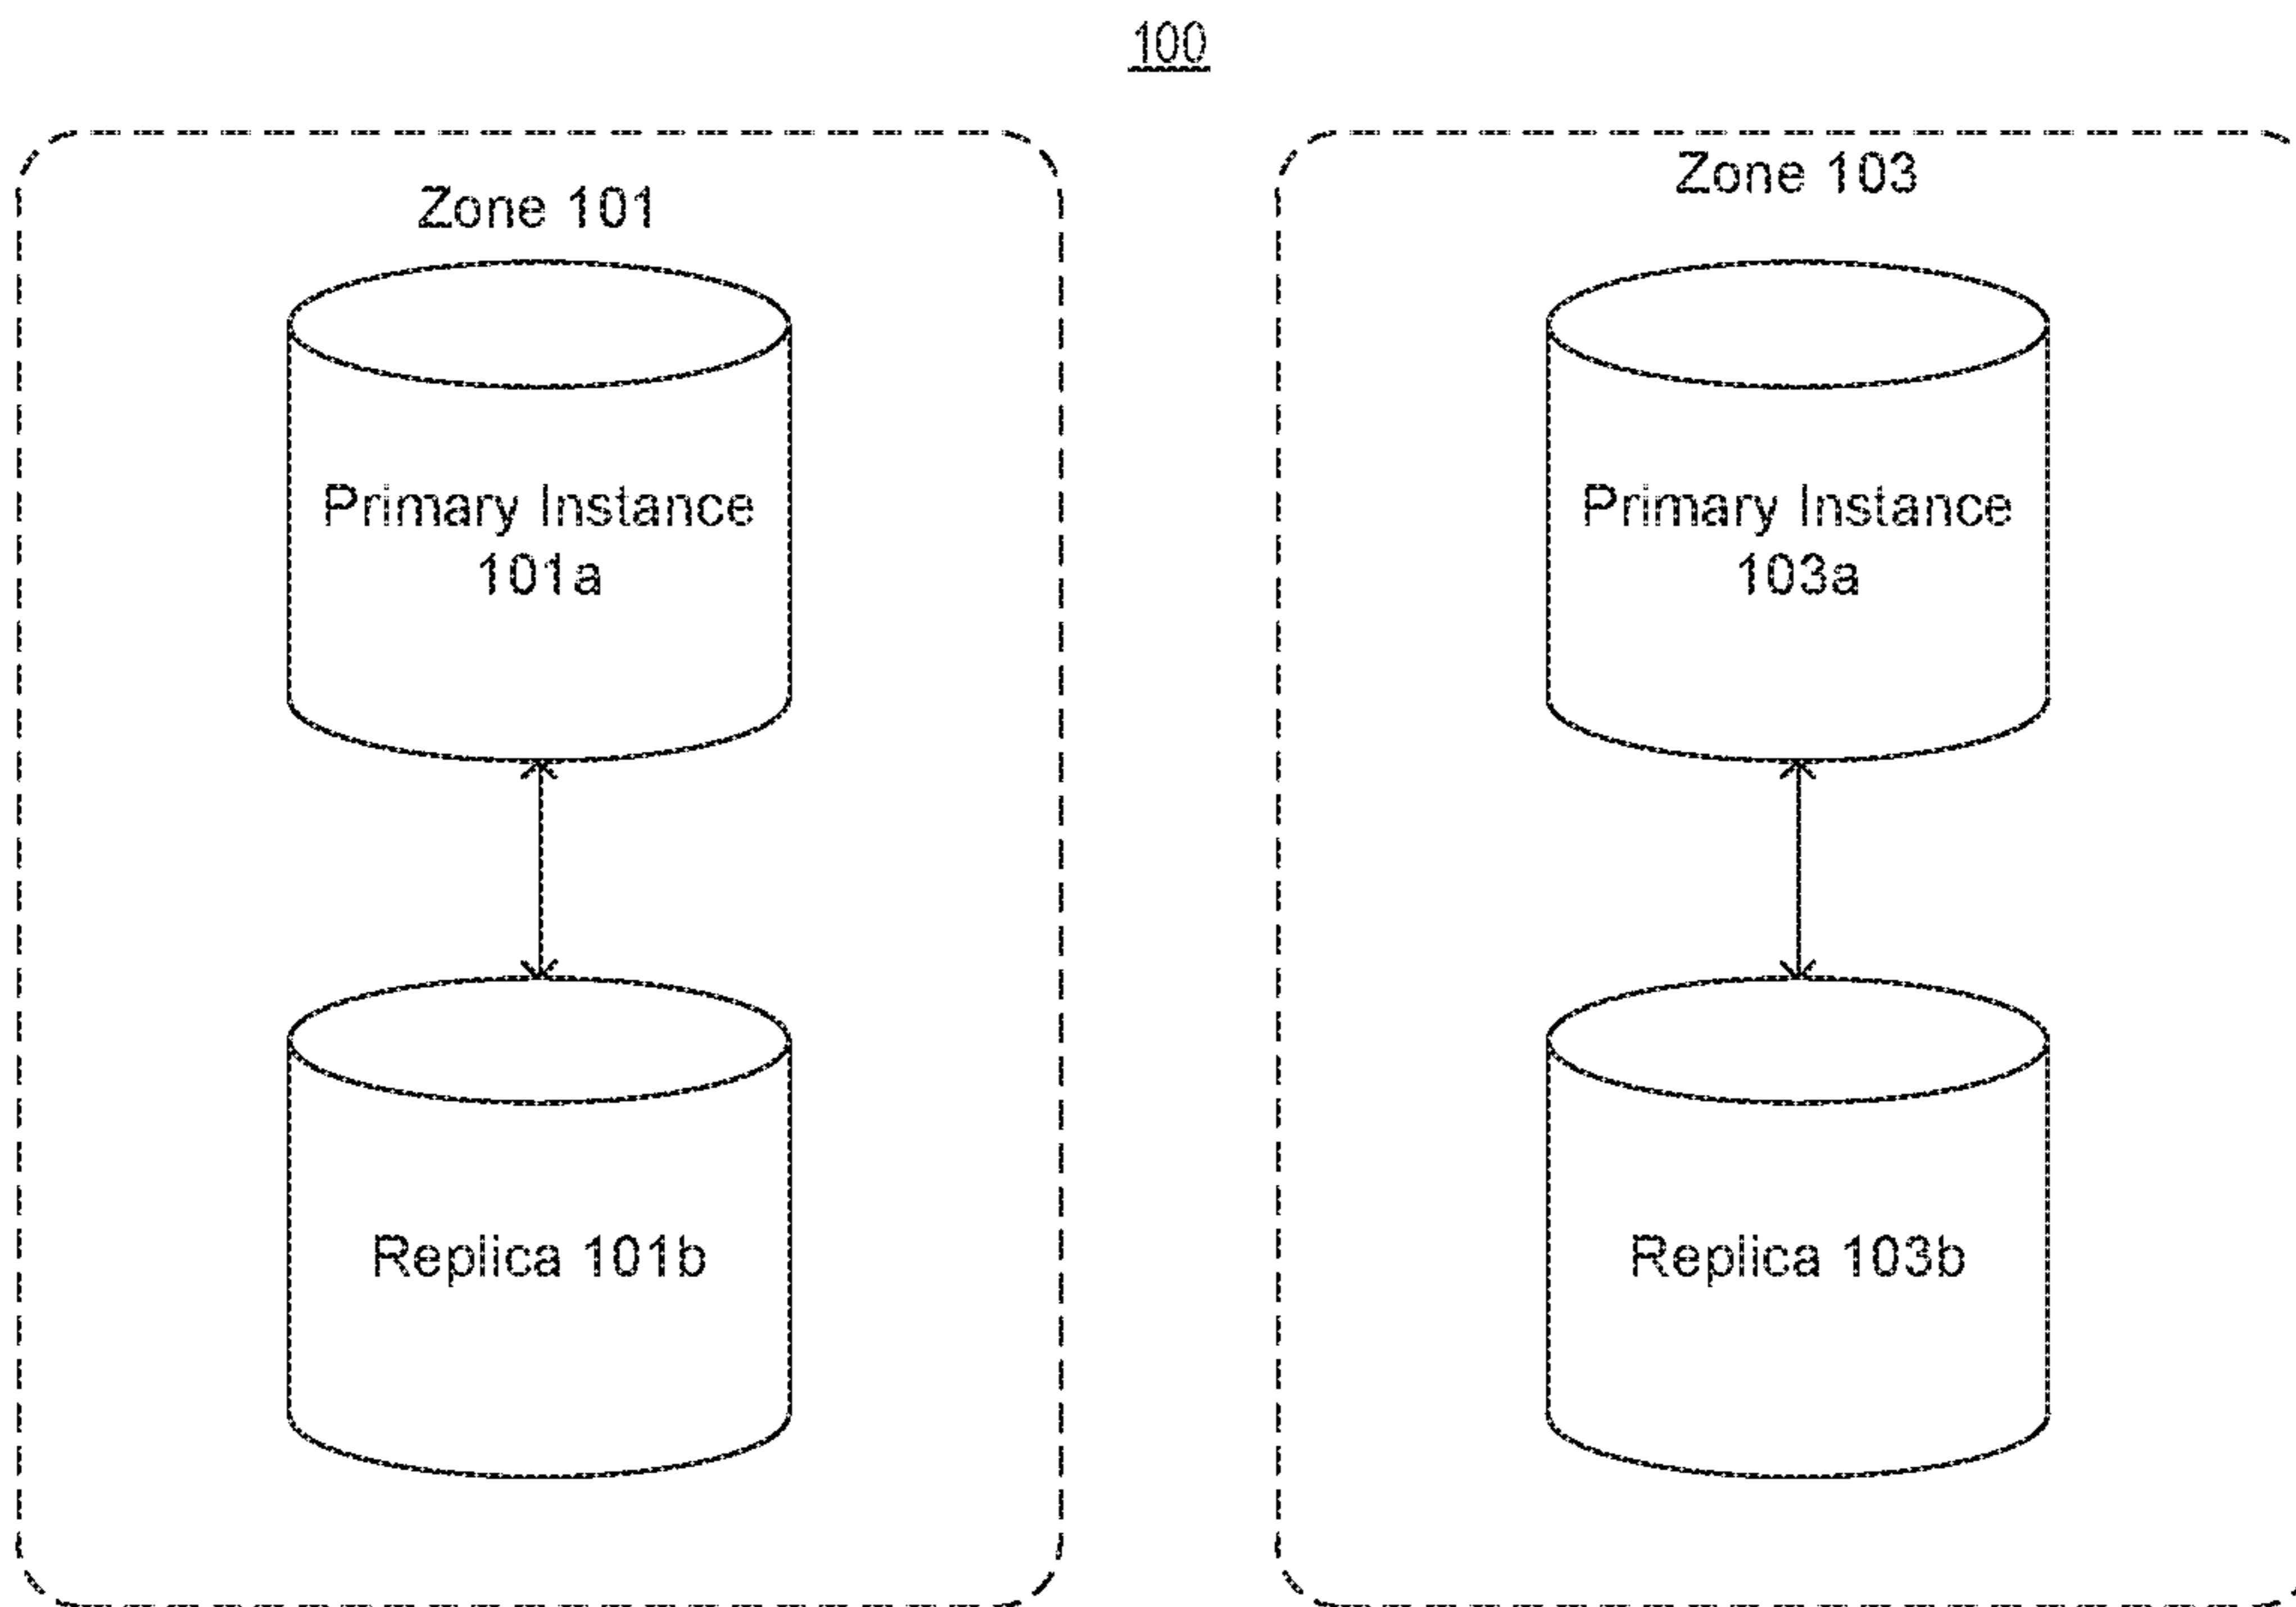 100
Zone 101
Primary Instance
101a
Replica 101b
Zone 103
Primary Instance
103a
Replica 103b